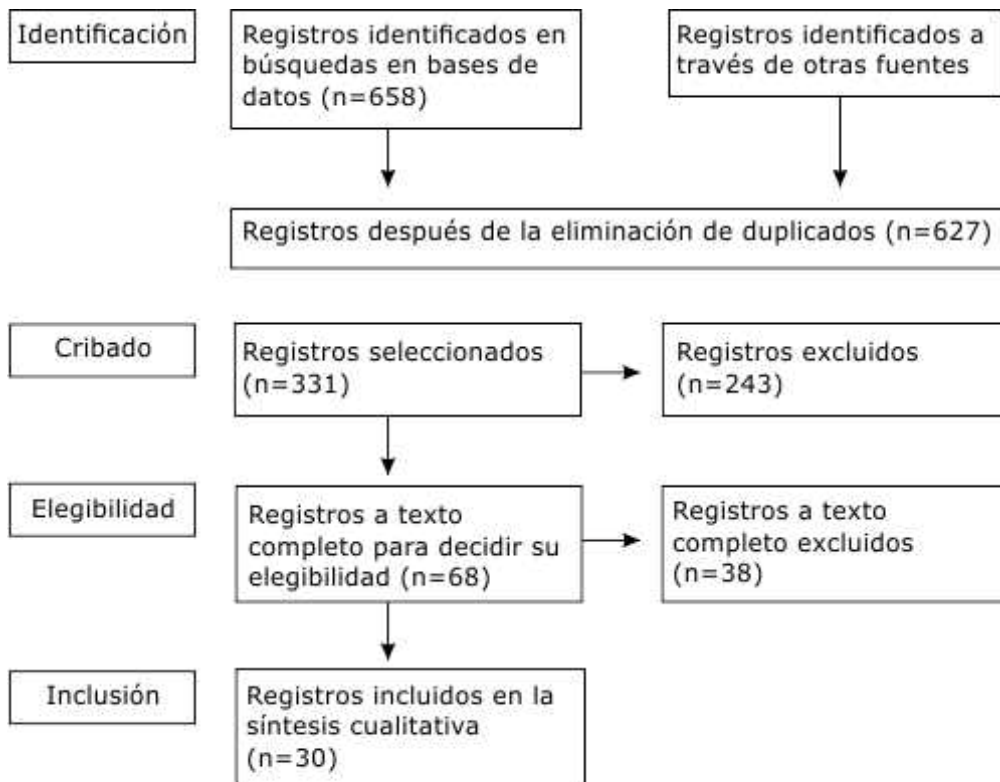 Identificación
Registros identificados en
búsquedas en bases de
datos (n=658)
Registros identificados a
través de otras fuentes
Registros después de la eliminación de duplicados (n=627)
Cribado
Registros seleccionados
(n=331)
Registros excluidos
(n=243)
Elegibilidad
Registros a texto
completo para decidir su
elegibilidad (n=68)
Registros a texto
completo excluidos
(n=38)
Inclusión
Registros incluidos en la
síntesis cualitativa
(n=30)